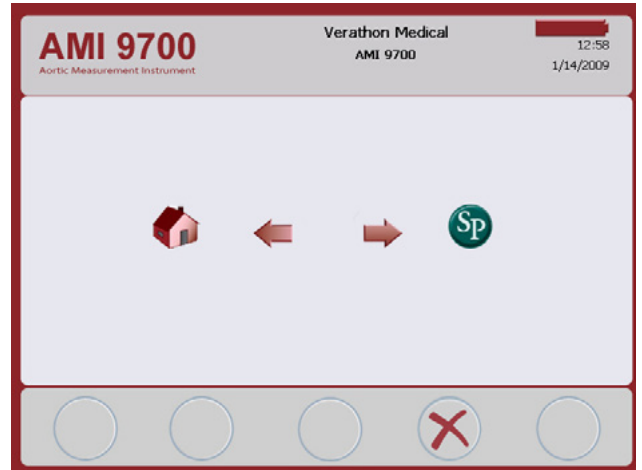 AMI 9700
Aortic Measurement Instrument
Verathon Medical
AMI 9700
12:58
1/14/2009
SP